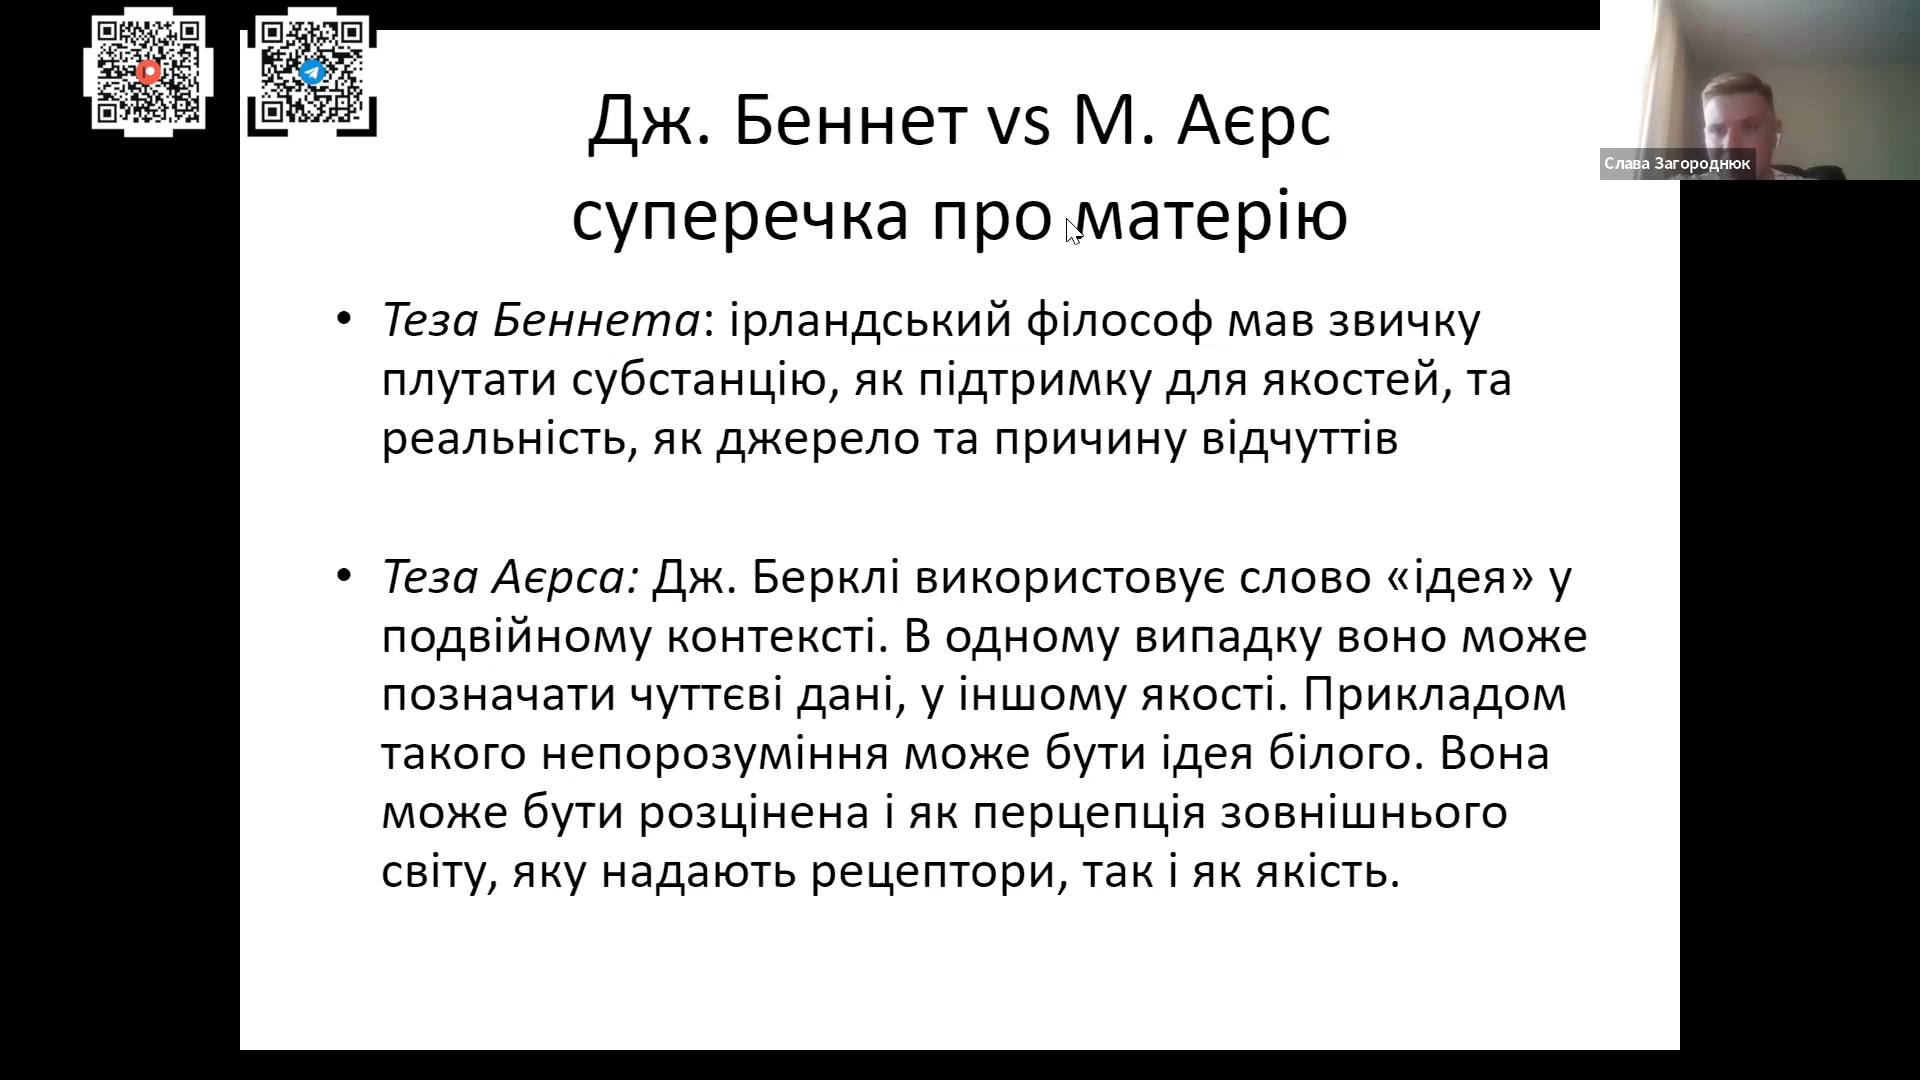 Дж. Беннет vs М. Аєрс
суперечка про матерію
Слава Загороднюк
• Теза Беннета: ірландський філософ мав звичку
плутати субстанцію, як підтримку для якостей, та
реальність, як джерело та причину відчуттів
• Теза Аєрса: Дж. Берклі використовує слово «ідея» у
подвійному контексті. В одному випадку воно може
позначати чуттєві дані, у іншому якості. Прикладом
такого непорозуміння може бути ідея білого. Вона
може бути розцінена і як перцепція зовнішнього
світу, яку надають рецептори, так і як якість.